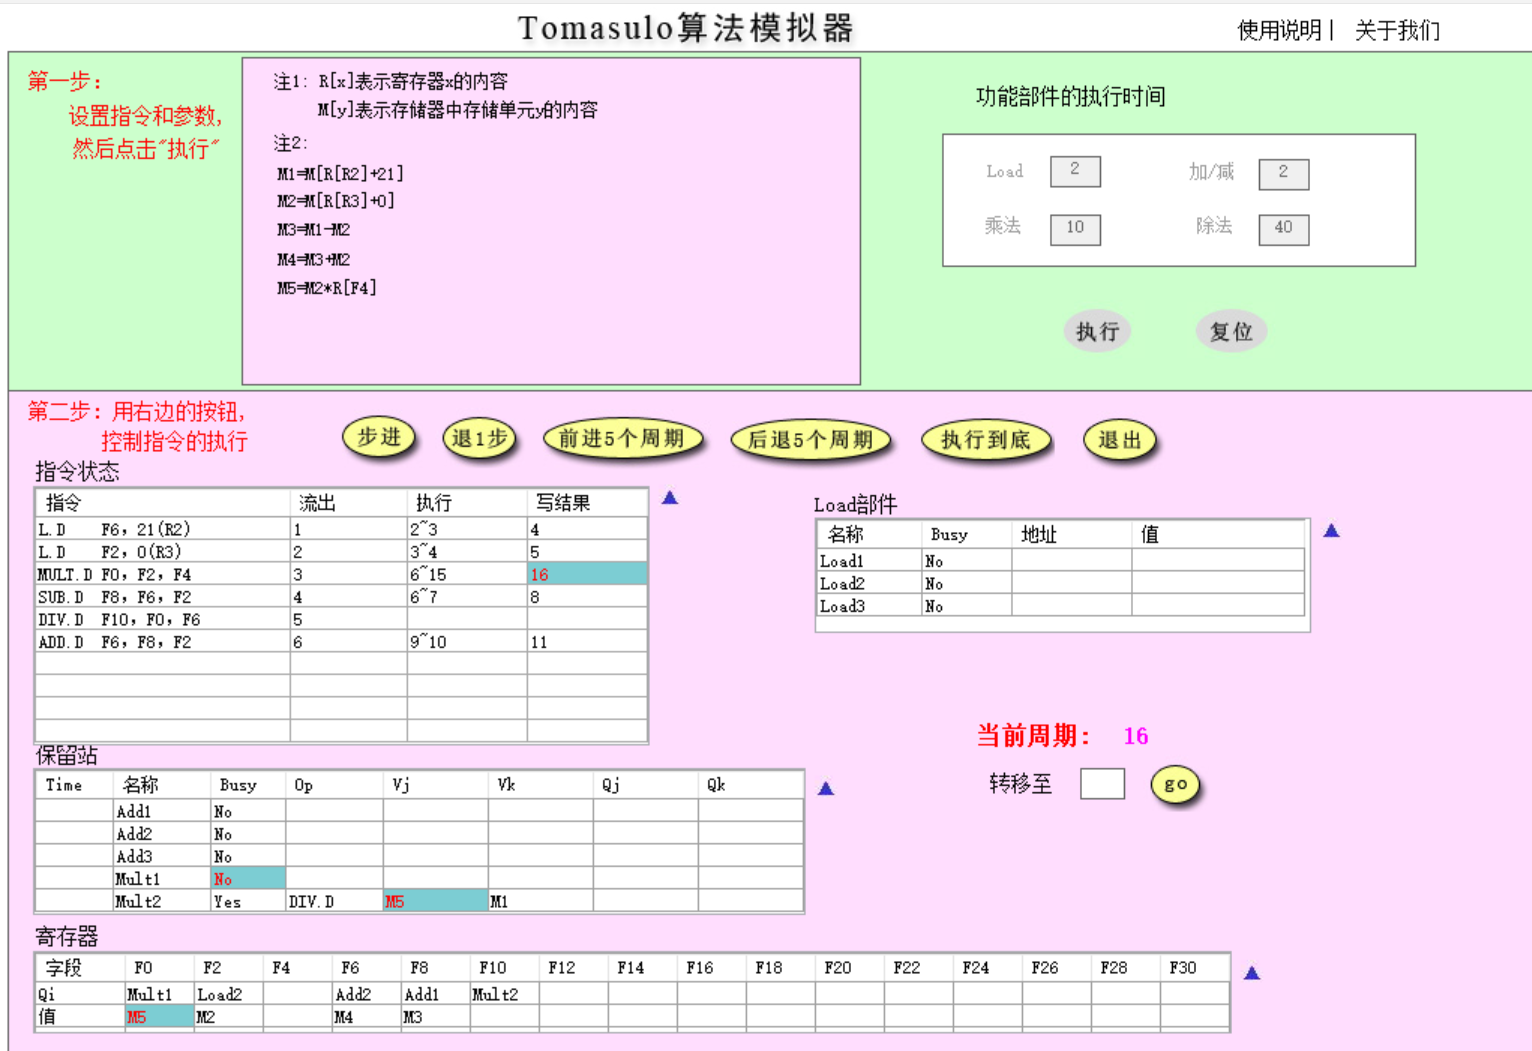 Tomasulo算法模拟器
使用说明| 关于我们
第一步：
设置指令和参数，
然后点击"执行"
注1: R[x]表示寄存器x的内容
M[y]表示存储器中存储单元y的内容
注2:
M1=M[R[R2]+21]
M2=M[R[R3]+0]
M3=M1-M2
M4=M3+M2
M5=M2*R[F4]
功能部件的执行时间
Load 2 加/减 2
乘法 10 除法 40
执行 复位
第二步：用右边的按钮，
控制指令的执行
步进 退1步 前进5个周期 后退5个周期 执行到底 退出
指令状态
指令 流出 执行 写结果
L.D F6, 21(R2) 1 2~3 4
L.D F2, 0(R3) 2 3~4 5
MULT.D F0, F2, F4 3 6~15 16
SUB.D F8, F6, F2 4 6~7 8
DIV.D F10, F0, F6 5
ADD.D F6, F8, F2 6 9~10 11
Load部件
名称 Busy 地址 值
Load1 No
Load2 No
Load3 No
当前周期： 16
转移至 go
保留站
Time 名称 Busy Op Vj Vk Qj Qk
Add1 No
Add2 No
Add3 No
Mult1 No
Mult2 Yes DIV.D M5 M1
寄存器
字段 F0 F2 F4 F6 F8 F10 F12 F14 F16 F18 F20 F22 F24 F26 F28 F30
Qi Mult1 Load2 Add2 Add1 Mult2
值 M5 M2 M4 M3